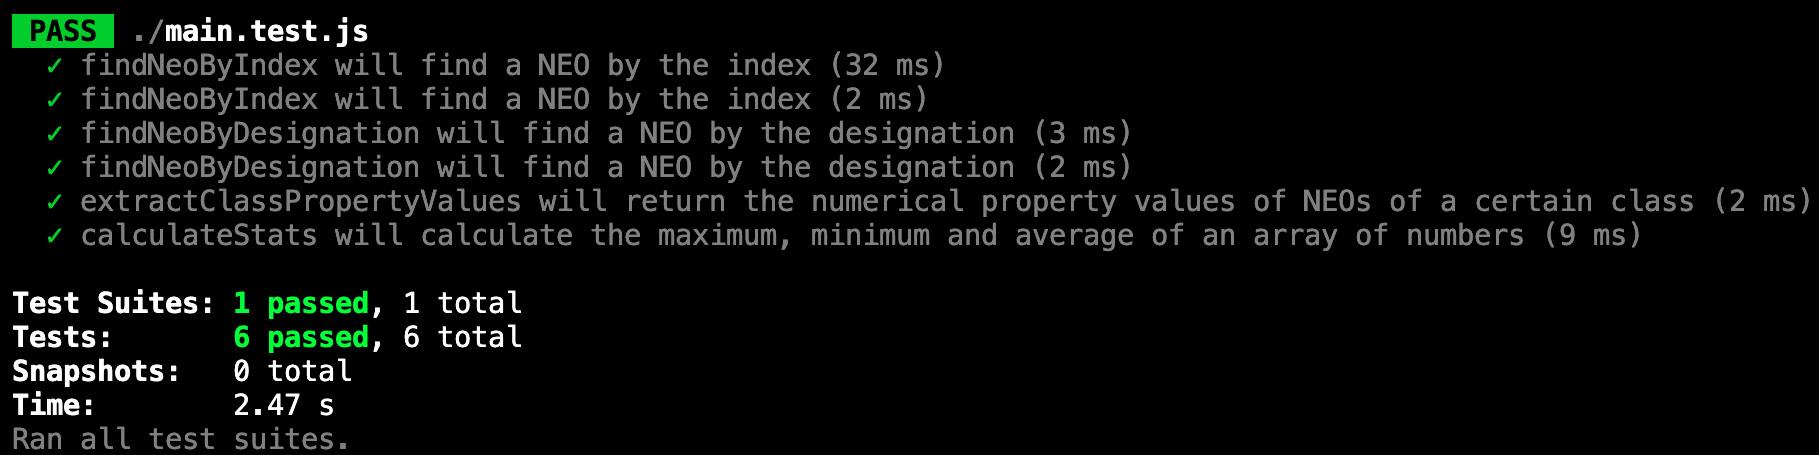 PASS ./main.test.js
✓ findNeoByIndex will find a NEO by the index (32 ms)
✓ findNeoByIndex will find a NEO by the index (2 ms)
✓ findNeoByDesignation will find a NEO by the designation (3 ms)
✓ findNeoByDesignation will find a NEO by the designation (2 ms)
✓ extractClassPropertyValues will return the numerical property values of NEOs of a certain class (2 ms)
✓ calculateStats will calculate the maximum, minimum and average of an array of numbers (9 ms)
Test Suites: 1 passed, 1 total
Tests: 6 passed, 6 total
Snapshots: 0 total
Time: 2.47 s
Ran all test suites.